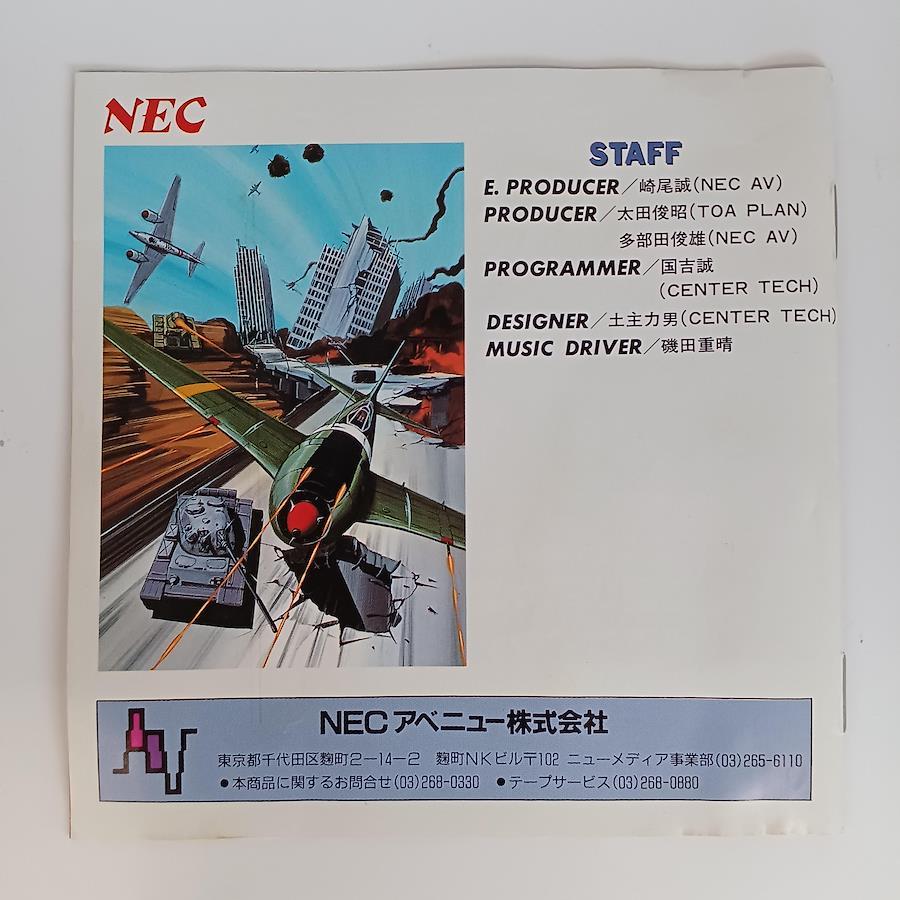 NEC
STAFF
E. PRODUCER／崎尾誠(NEC AV)
PRODUCER／太田俊昭(TOA PLAN)
多部田俊雄(NEC AV)
PROGRAMMER／国吉誠
(CENTER TECH)
DESIGNER／土主力男(CENTER TECH)
MUSIC DRIVER／磯田重晴
NECアベニュー株式会社
東京都千代田区麹町2-14-2 麹町NKビル〒102 ニューメディア事業部(03)265-6110
●本商品に関するお問合せ(03)268-0330 ●テープサービス(03)268-0880